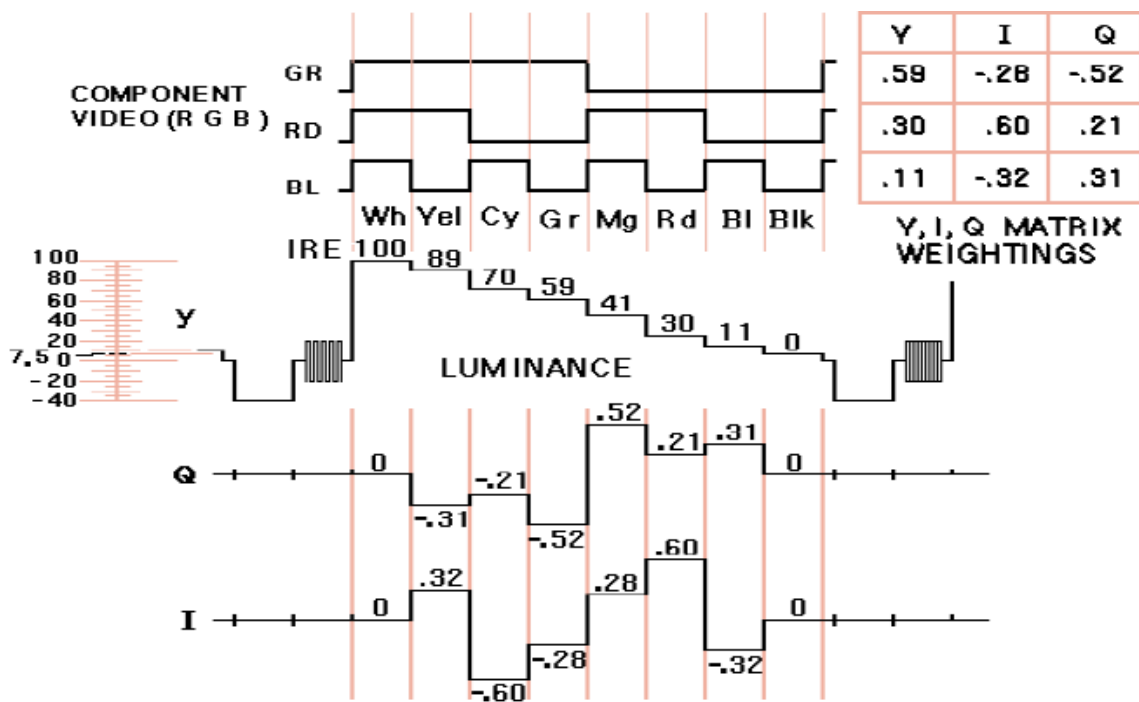 Y I Q
GR .59 -.28 -.52
COMPONENT
VIDEO (R G B)
RD .30 .60 .21
BL .11 -.32 .31
Wh Yel Cy Gr Mg Rd Bl Blk
Y, I, Q MATRIX
WEIGHTINGS
IRE 100 89 70 59 41 30 11 0
100
80
60
40
20
7.5 0
-20
-40
Y
LUMINANCE
Q 0 -.31 -.21 -.52 .52 .21 .31 0
I 0 .32 -.60 -.28 .28 .60 -.32 0